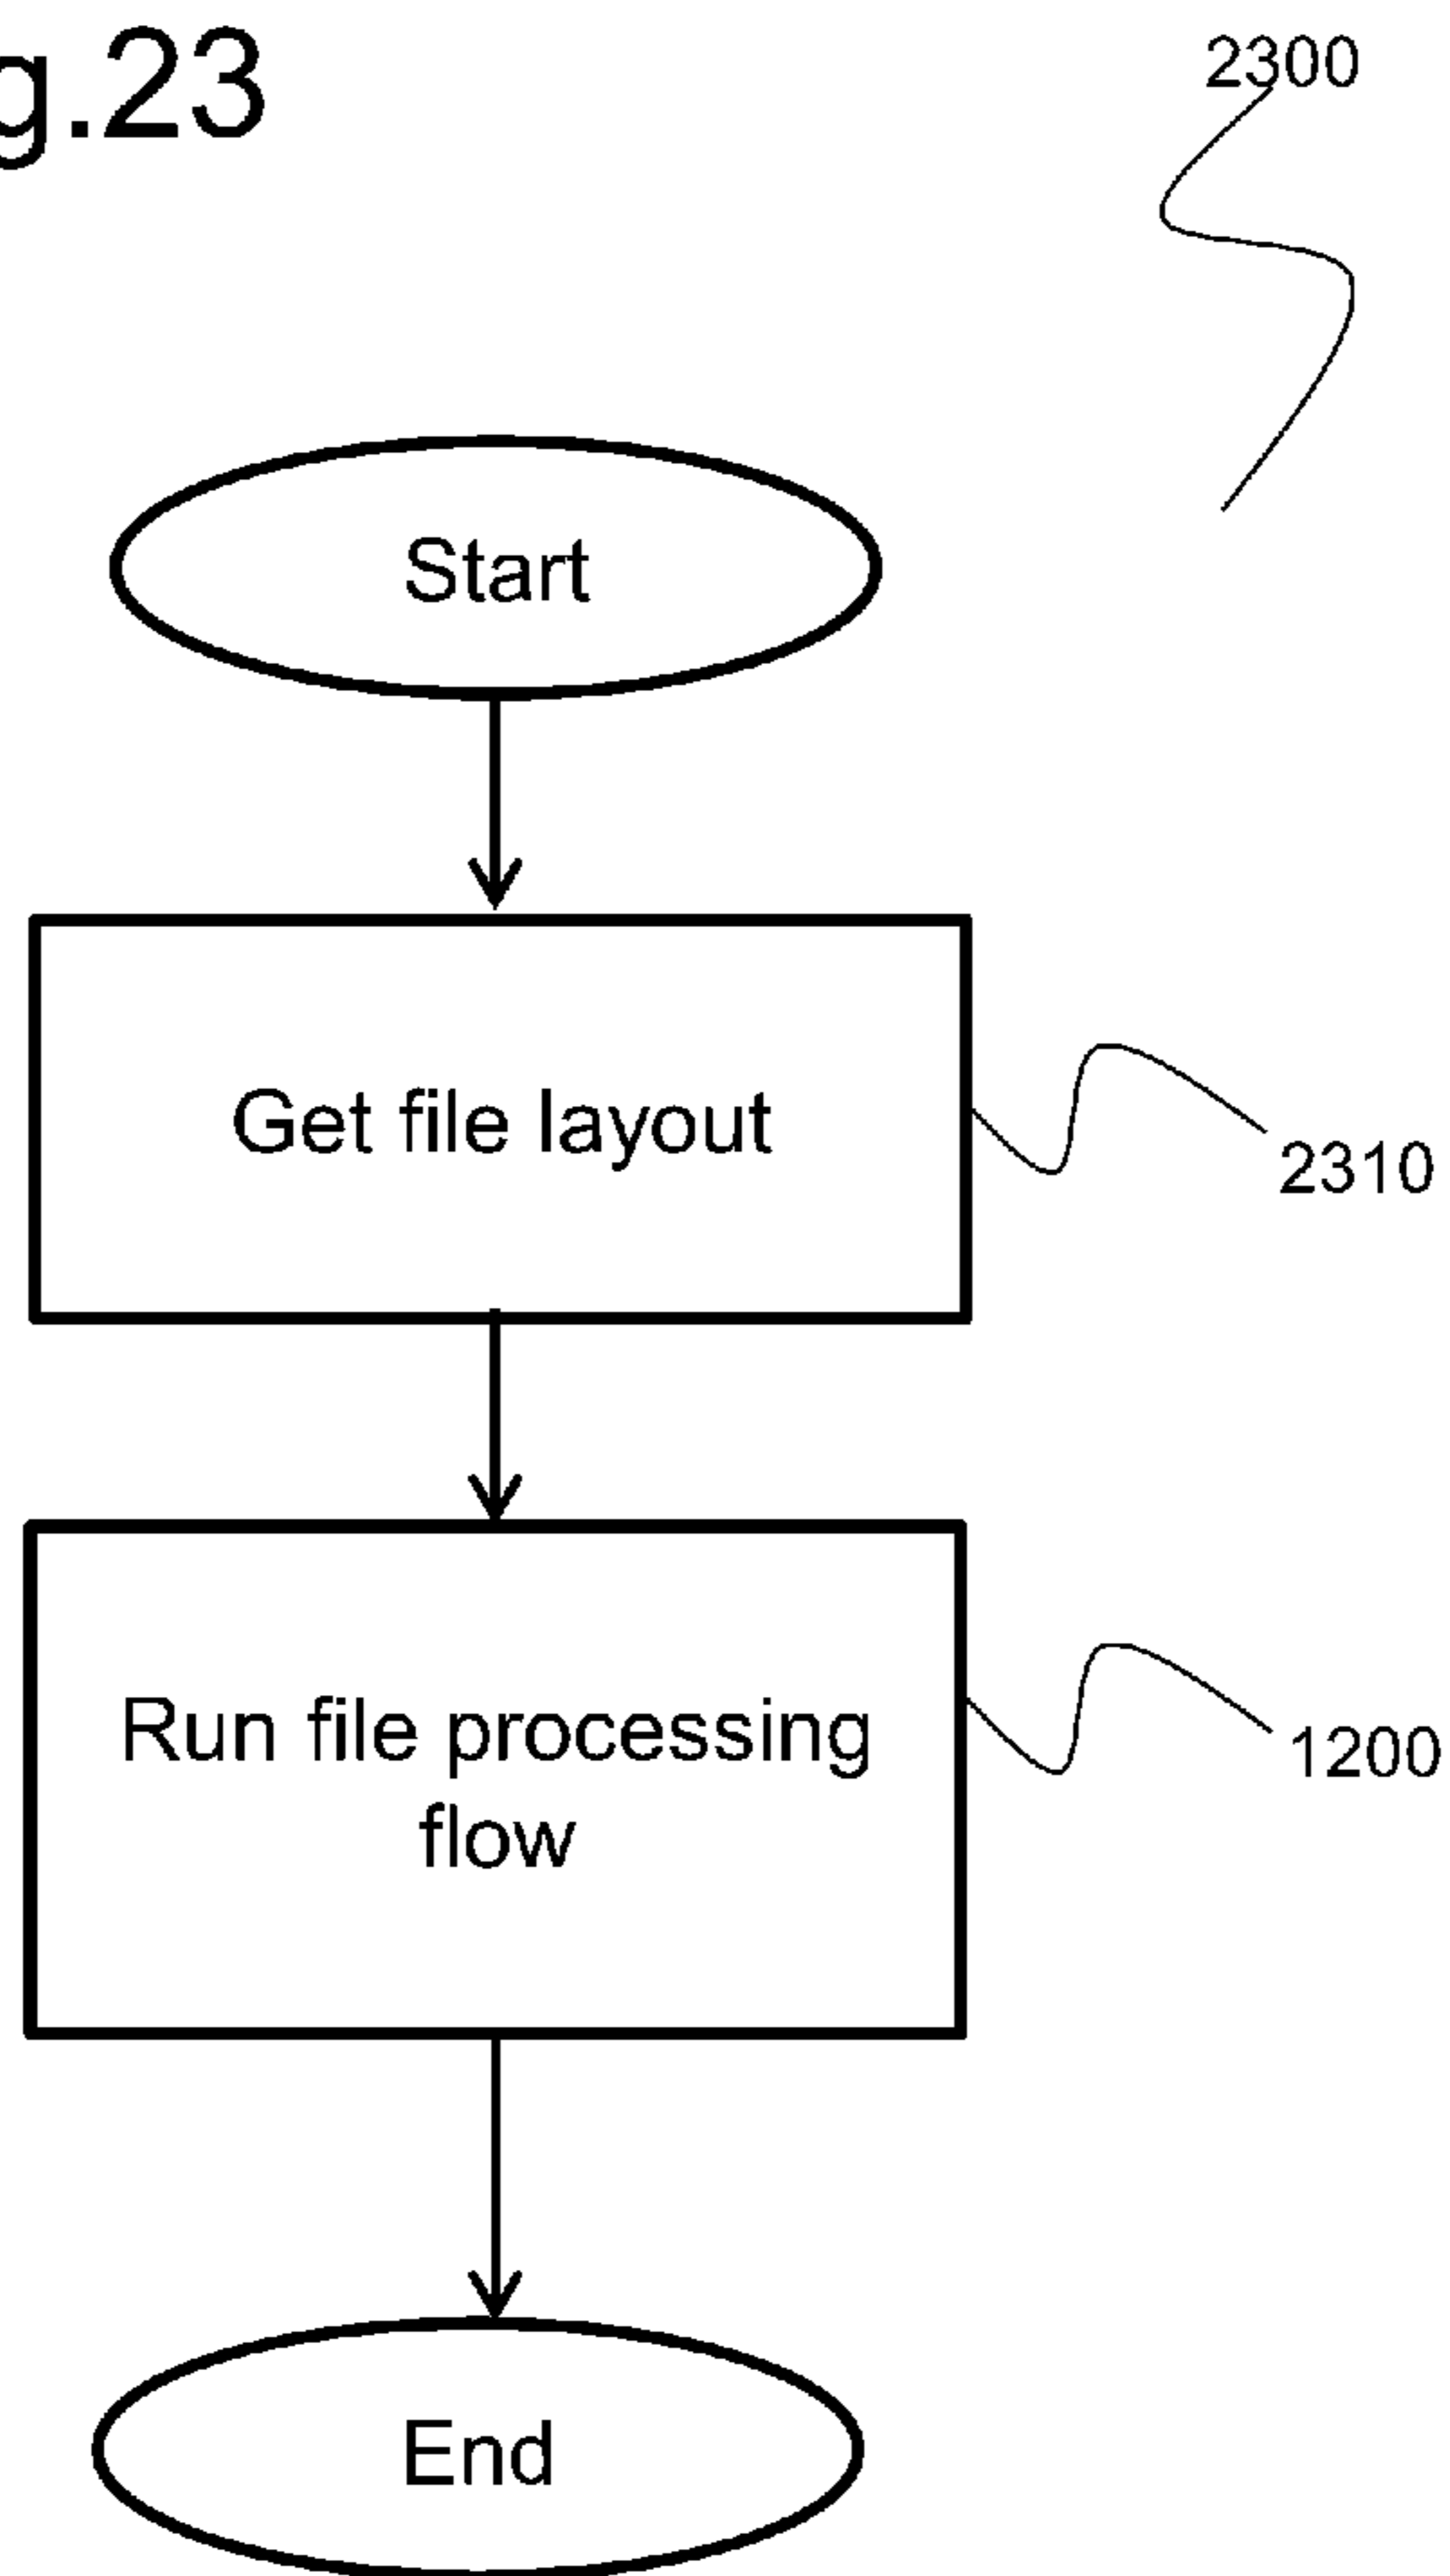 g.23
2300
Start
Get file layout
2310
Run file processing
flow
1200
End